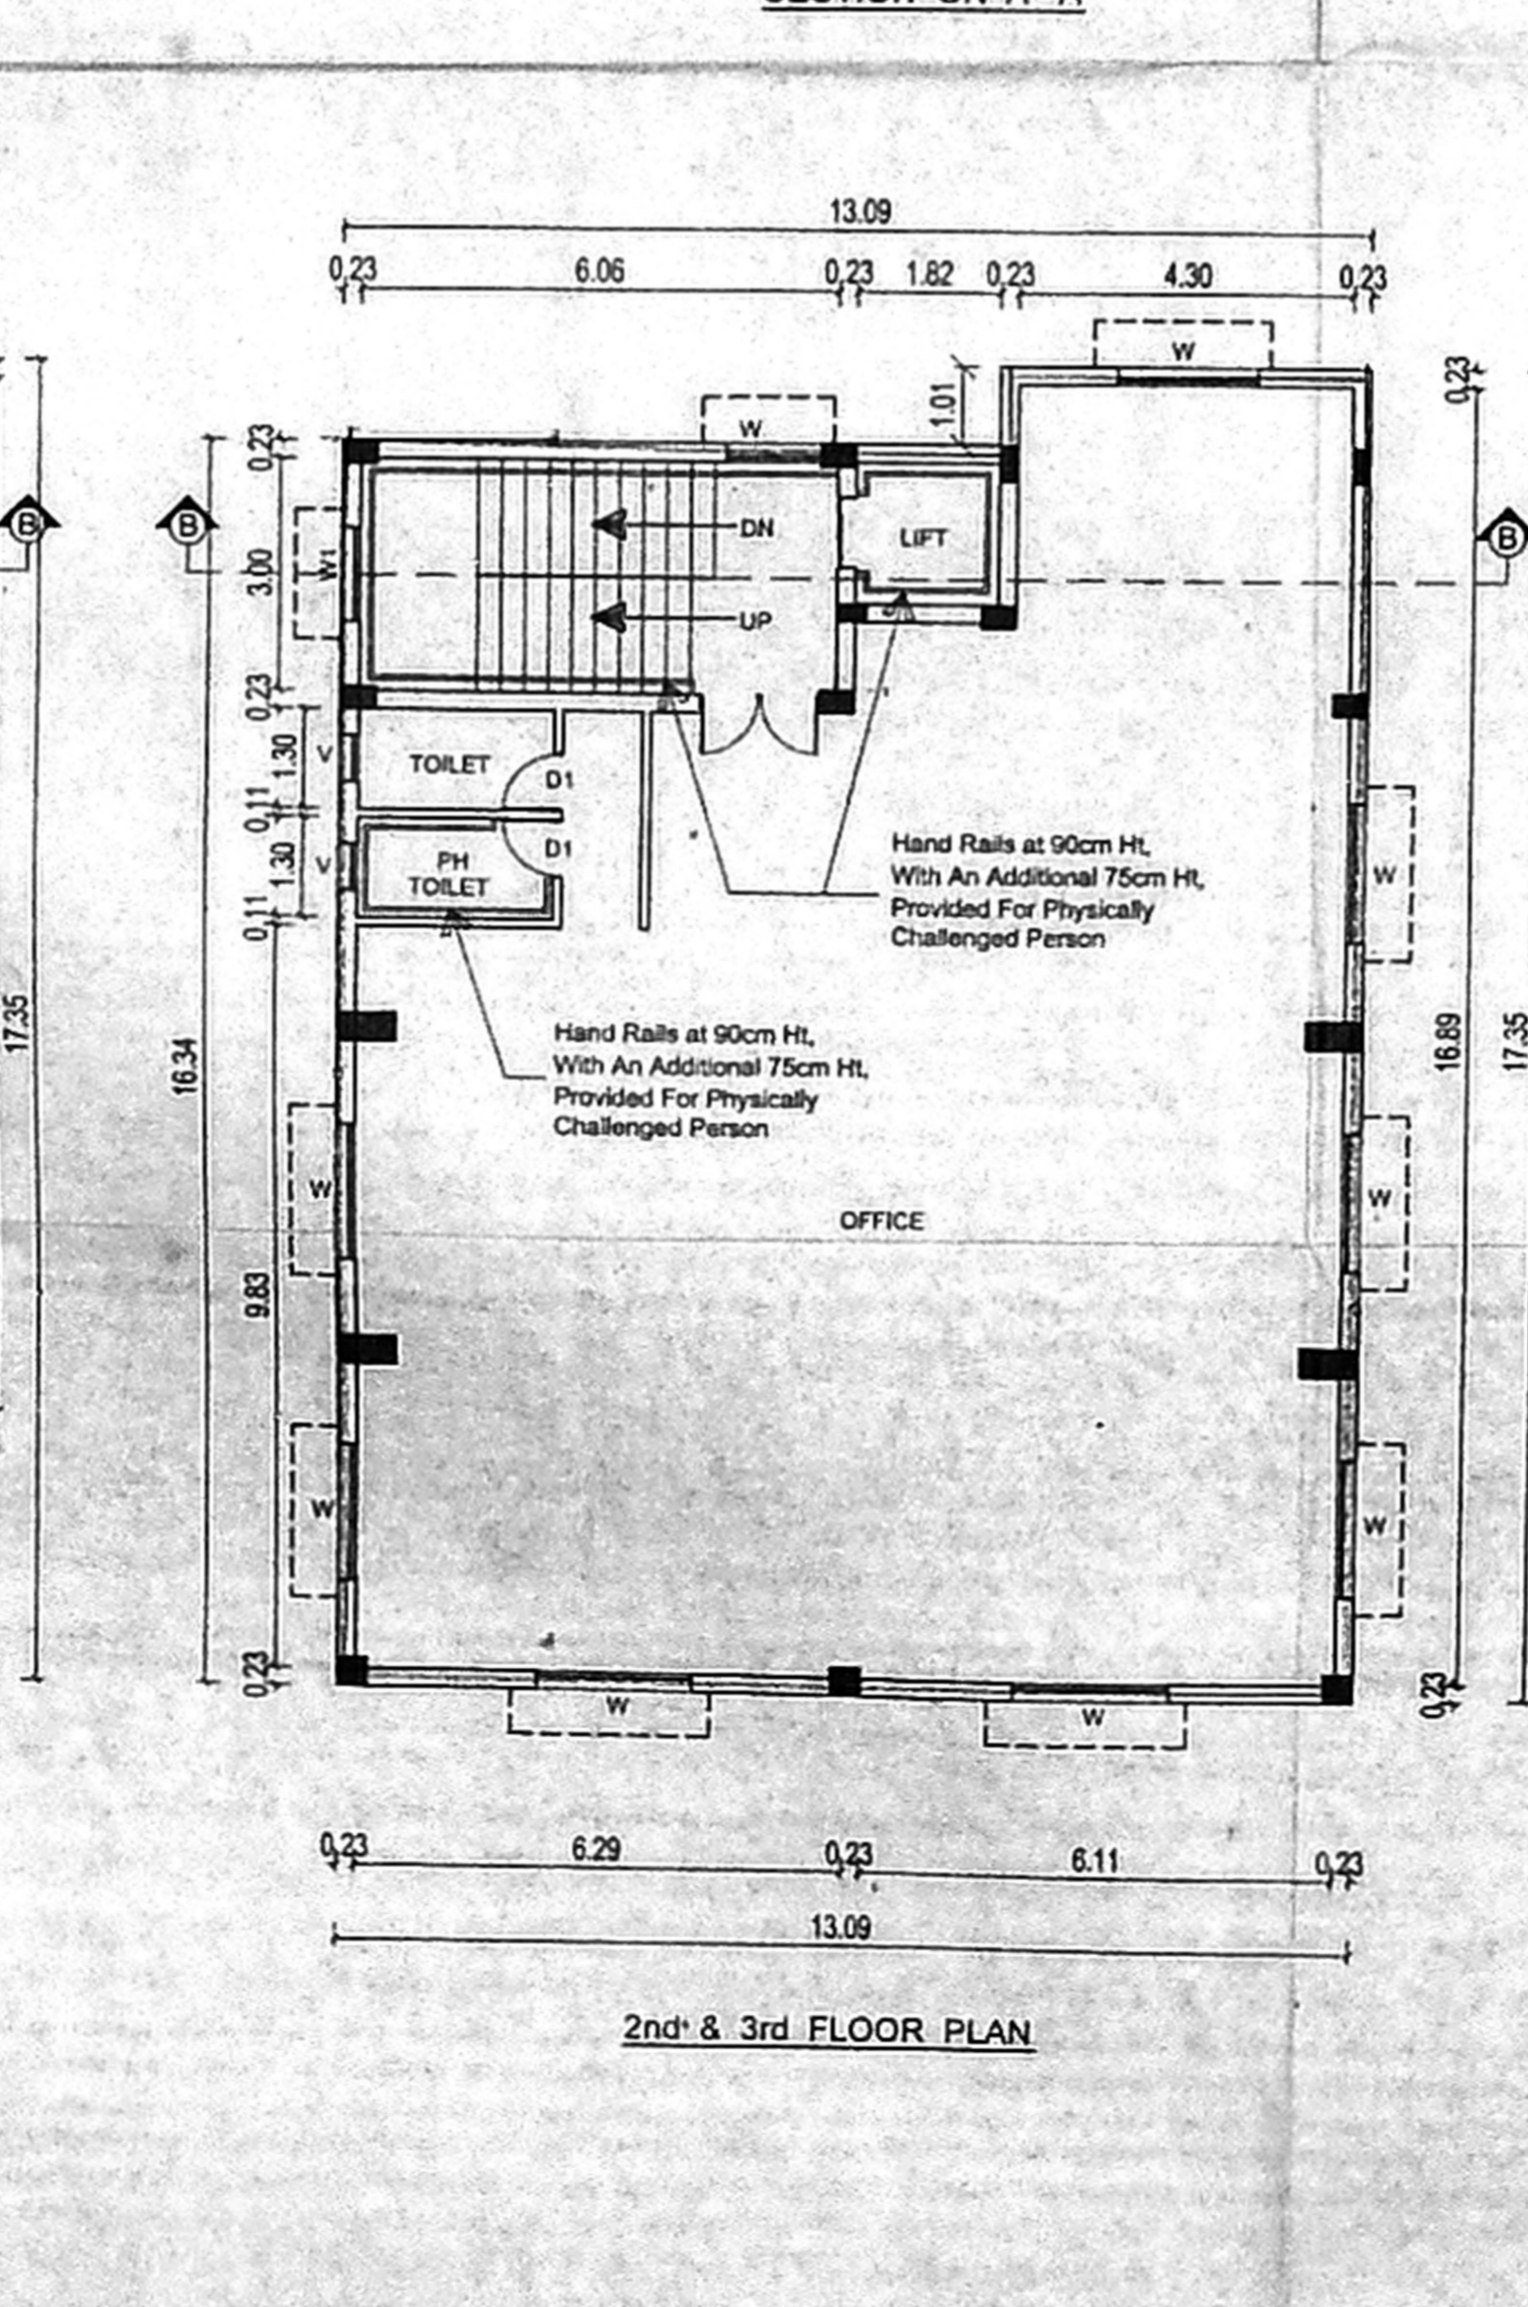 SECTION ON A-A
13.09
0.23 6.06 0.23 1.82 0.23 4.30 0.23
W
0.23
1.01
W
0.23
B
B
DN
LIFT
B
W1
3.00
UP
0.23
TOILET
1.30
V
D1
0.11
D1
PH
TOILET
1.30
V
0.11
Hand Rails at 90cm Ht,
With An Additional 75cm Ht,
Provided For Physically
Challenged Person
W
17.35
16.34
Hand Rails at 90cm Ht,
With An Additional 75cm Ht,
Provided For Physically
Challenged Person
16.89
17.35
W
W
OFFICE
9.83
W
W
0.23
W
W
0.23
0.23 6.29 0.23 6.11 0.23
13.09
2nd & 3rd FLOOR PLAN